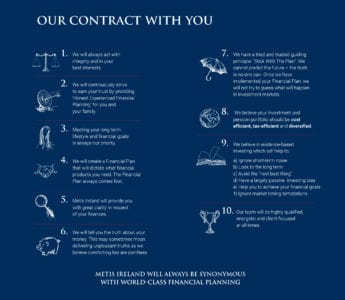 OUR CONTRACT WITH YOU
1. We will always act with
integrity and in your
best interests.
2. We will continuously strive
to earn your trust by providing
'Honest Experienced Financial
Planning' for you and
your family.
3. Meeting your long term
lifestyle and financial goals
is always our priority.
4. We will create a Financial Plan
that will dictate what financial
products you need. The Financial
Plan always comes first.
5. Metis Ireland will provide you
with great clarity in respect
of your finances.
6. We will tell you the truth about your
money. This may sometimes mean
delivering unpleasant truths as we
believe comforting lies are pointless.
7. We have a tried and trusted guiding
principle: "Stick With The Plan". We
cannot predict the future – the truth
is no-one can. Once we have
implemented your Financial Plan, we
will not try to guess what will happen
in investment markets.
8. We believe your investment and
pension portfolio should be cost
efficient, tax-efficient and diversified.
9. We believe in evidence-based
investing which will help to:
a) Ignore short-term noise
b) Look to the long term
c) Avoid the "next best thing"
d) Have a largely passive investing bias
e) Help you to achieve your financial goals
f) Ignore market timing temptations
10. Our team will be highly qualified,
energetic and client focused
at all times.
METIS IRELAND WILL ALWAYS BE SYNONYMOUS
WITH WORLD-CLASS FINANCIAL PLANNING